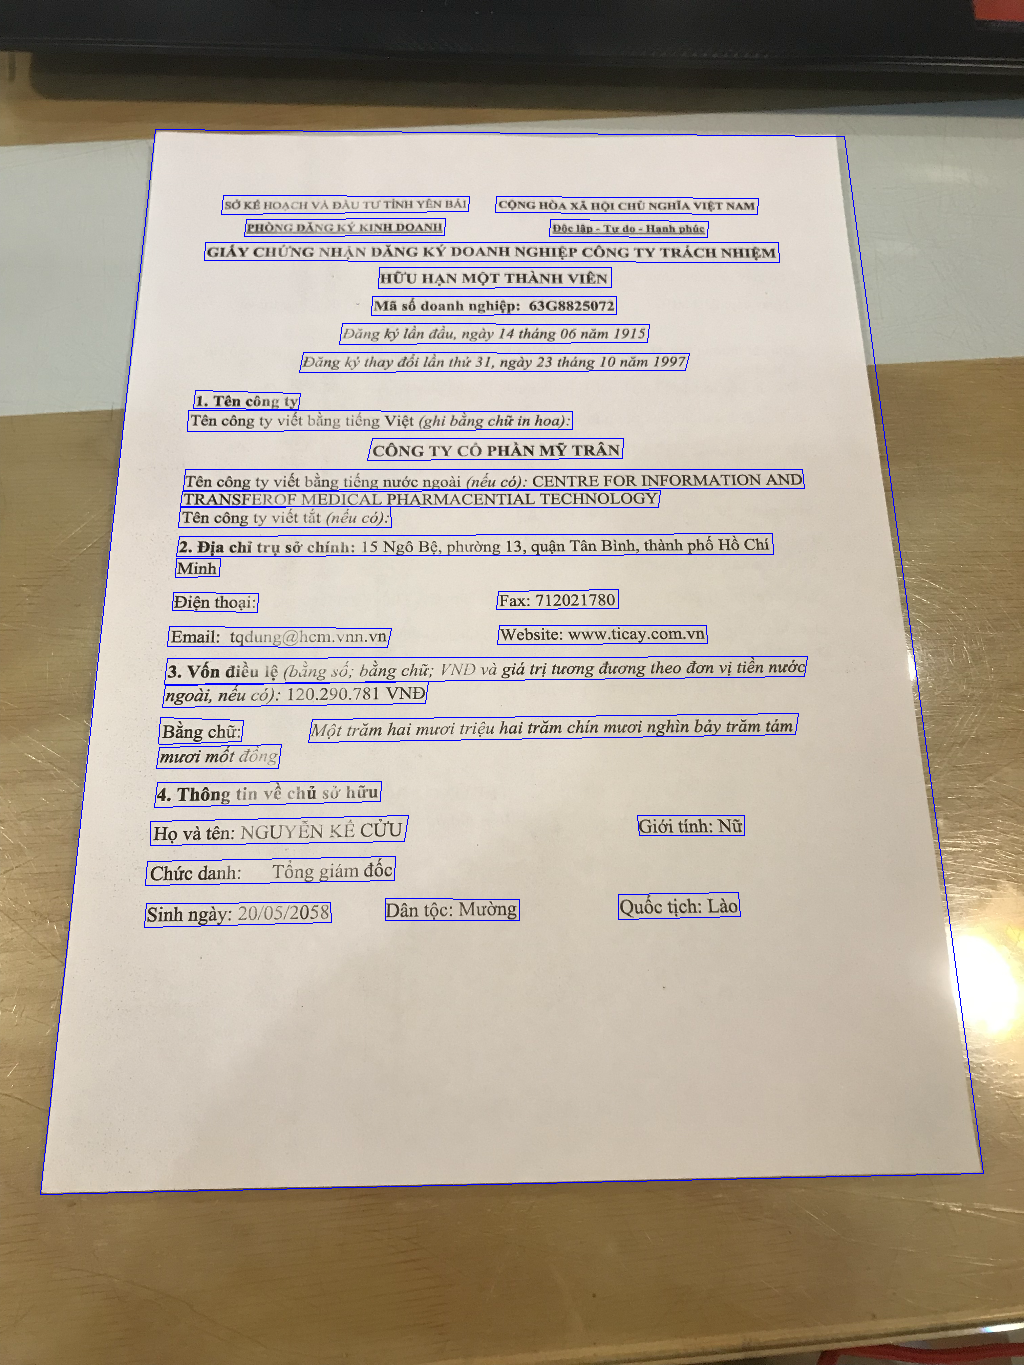 SỞ KẾ HOẠCH VÀ ĐẦU TƯ TỈNH YÊN BÁI
CỘNG HÒA XÃ HỘI CHỦ NGHĨA VIỆT NAM
PHÒNG ĐĂNG KÝ KINH DOANH
Độc lập - Tự do - Hạnh phúc
GIẤY CHỨNG NHẬN ĐĂNG KÝ DOANH NGHIỆP CÔNG TY TRÁCH NHIỆM
HỮU HẠN MỘT THÀNH VIÊN
Mã số doanh nghiệp: 63G8825072
Đăng ký lần đầu, ngày 14 tháng 06 năm 1915
Đăng ký thay đổi lần thứ 31, ngày 23 tháng 10 năm 1997
1. Tên công ty
Tên công ty viết bằng tiếng Việt (ghi bằng chữ in hoa):
CÔNG TY CỔ PHẦN MỸ TRÂN
Tên công ty viết bằng tiếng nước ngoài (nếu có): CENTRE FOR INFORMATION AND
TRANSFEROF MEDICAL PHARMACENTIAL TECHNOLOGY
Tên công ty viết tắt (nếu có):
2. Địa chỉ trụ sở chính: 15 Ngô Bệ, phường 13, quận Tân Bình, thành phố Hồ Chí
Minh
Điện thoại:
Fax: 712021780
Email: tqdung@hcm.vnn.vn
Website: www.ticay.com.vn
3. Vốn điều lệ (bằng số; bằng chữ; VNĐ và giá trị tương đương theo đơn vị tiền nước
ngoài, nếu có): 120.290.781 VNĐ
Bằng chữ:
Một trăm hai mươi triệu hai trăm chín mươi nghìn bảy trăm tám
mươi mốt đồng
4. Thông tin về chủ sở hữu
Họ và tên: NGUYỄN KẾ CỬU
Giới tính: Nữ
Chức danh: Tổng giám đốc
Sinh ngày: 20/05/2058
Dân tộc: Mường
Quốc tịch: Lào